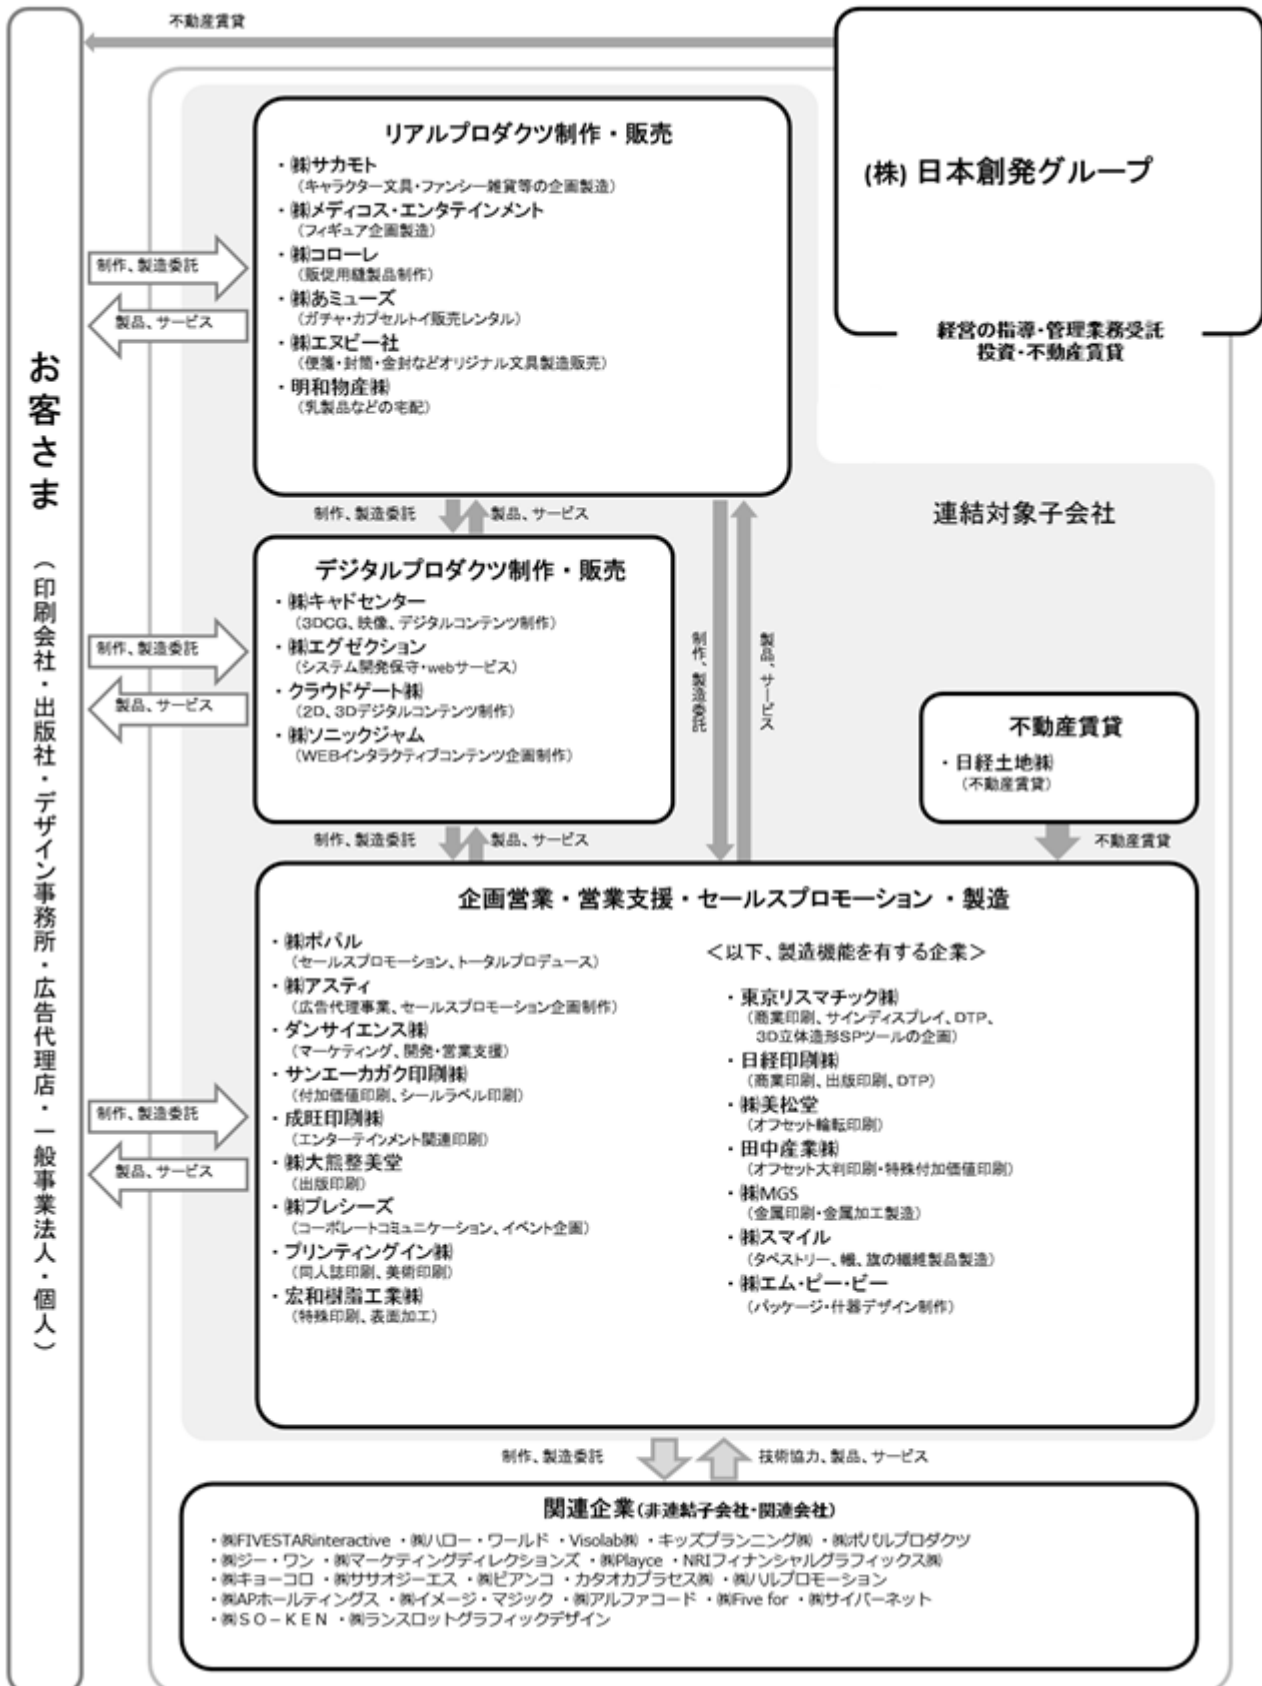 不動産賃貸
(株) 日本創発グループ
経営の指導・管理業務受託
投資・不動産賃貸
お客さま
（印刷会社・出版社・デザイン事務所・広告代理店・一般事業法人・個人）
連結対象子会社
リアルプロダクツ制作・販売
・㈱サカモト
（キャラクター文具・ファンシー雑貨等の企画製造）
・㈱メディコス・エンタテインメント
（フィギュア企画製造）
・㈱コローレ
（販促用縫製品制作）
・㈱あミューズ
（ガチャ・カプセルトイ販売レンタル）
・㈱エヌビー社
（便箋・封筒・金封などオリジナル文具製造販売）
・明和物産㈱
（乳製品などの宅配）
制作、製造委託
製品、サービス
制作、製造委託
製品、サービス
デジタルプロダクツ制作・販売
・㈱キャドセンター
（3DCG、映像、デジタルコンテンツ制作）
・㈱エグゼクション
（システム開発保守・webサービス）
・クラウドゲート㈱
（2D、3Dデジタルコンテンツ制作）
・㈱ソニックジャム
（WEBインタラクティブコンテンツ企画制作）
制作、製造委託
製品、サービス
制作、製造委託
製品、サービス
制作、製造委託
製品、サービス
不動産賃貸
・日経土地㈱
（不動産賃貸）
不動産賃貸
企画営業・営業支援・セールスプロモーション ・製造
・㈱ポパル
（セールスプロモーション、トータルプロデュース）
・㈱アスティ
（広告代理事業、セールスプロモーション企画制作）
・ダンサイエンス㈱
（マーケティング、開発・営業支援）
・サンエーカガク印刷㈱
（付加価値印刷、シールラベル印刷）
・成旺印刷㈱
（エンターテインメント関連印刷）
・㈱大熊整美堂
（出版印刷）
・㈱プレシーズ
（コーポレートコミュニケーション、イベント企画）
・プリンティングイン㈱
（同人誌印刷、美術印刷）
・宏和樹脂工業㈱
（特殊印刷、表面加工）
＜以下、製造機能を有する企業＞
・東京リスマチック㈱
（商業印刷、サインディスプレイ、DTP、
3D立体造形SPツールの企画）
・日経印刷㈱
（商業印刷、出版印刷、DTP）
・㈱美松堂
（オフセット輪転印刷）
・田中産業㈱
（オフセット大判印刷・特殊付加価値印刷）
・㈱MGS
（金属印刷・金属加工製造）
・㈱スマイル
（タペストリー、幟、旗の繊維製品製造）
・㈱エム・ピー・ビー
（パッケージ・什器デザイン制作）
制作、製造委託
製品、サービス
制作、製造委託
技術協力、製品、サービス
関連企業(非連結子会社・関連会社)
・㈱FIVESTARinteractive ・㈱ハロー・ワールド ・Visolab㈱ ・キッズプランニング㈱ ・㈱ポパルプロダクツ
・㈱ジー・ワン ・㈱マーケティングディレクションズ ・㈱Playce ・NRIフィナンシャルグラフィックス㈱
・㈱キョーコロ ・㈱ササオジーエス ・㈱ビアンコ ・カタオカプラセス㈱ ・㈱ハルプロモーション
・㈱APホールティングス ・㈱イメージ・マジック ・㈱アルファコード ・㈱Five for ・㈱サイバーネット
・㈱ＳＯ－ＫＥＮ ・㈱ランスロットグラフィックデザイン